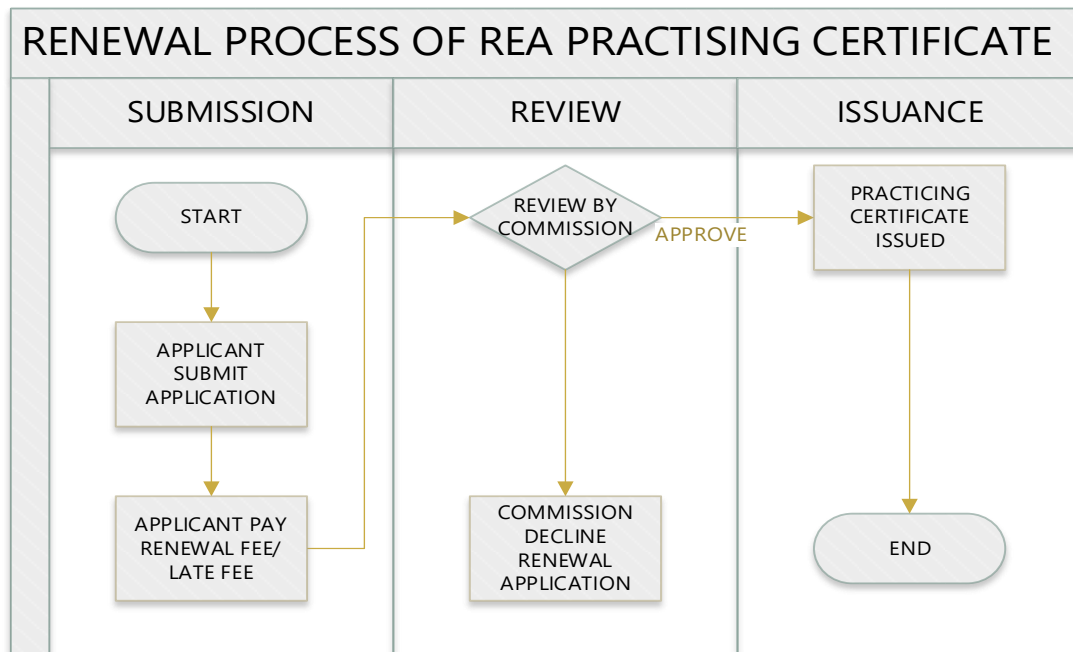 RENEWAL PROCESS OF REA PRACTISING CERTIFICATE
SUBMISSION
REVIEW
ISSUANCE
START
APPLICANT
SUBMIT
APPLICATION
APPLICANT PAY
RENEWAL FEE/
LATE FEE
REVIEW BY
COMMISSION
APPROVE
COMMISSION
DECLINE
RENEWAL
APPLICATION
PRACTICING
CERTIFICATE
ISSUED
END